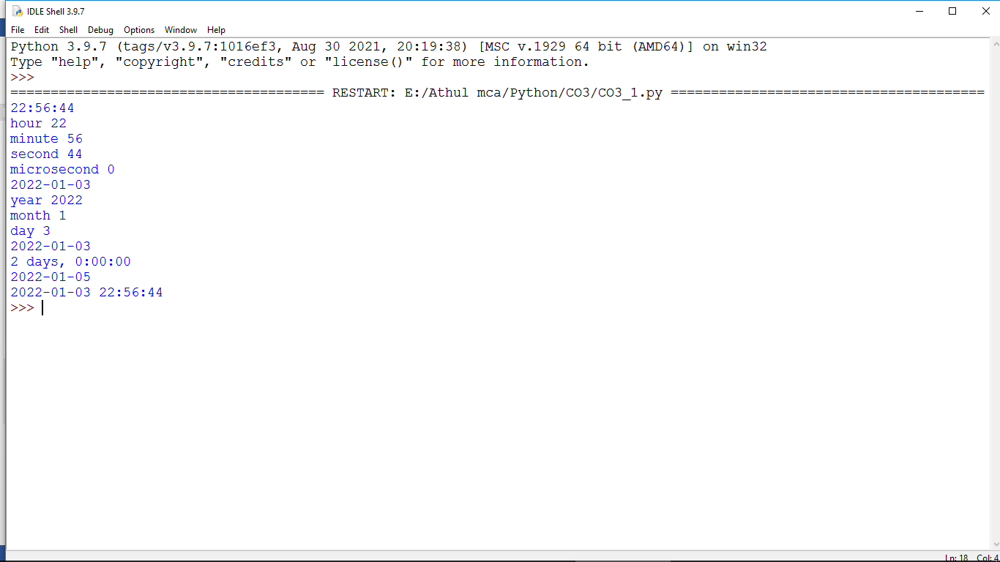 IDLE Shell 3.9.7
File Edit Shell Debug Options Window Help
Python 3.9.7 (tags/v3.9.7:1016ef3, Aug 30 2021, 20:19:38) [MSC v.1929 64 bit (AMD64)] on win32
Type "help", "copyright", "credits" or "license()" for more information.
>>>
======================================= RESTART: E:/Athul mca/Python/CO3/CO3_1.py =======================================
22:56:44
hour 22
minute 56
second 44
microsecond 0
2022-01-03
year 2022
month 1
day 3
2022-01-03
2 days, 0:00:00
2022-01-05
2022-01-03 22:56:44
>>>
Ln: 18 Col: 4